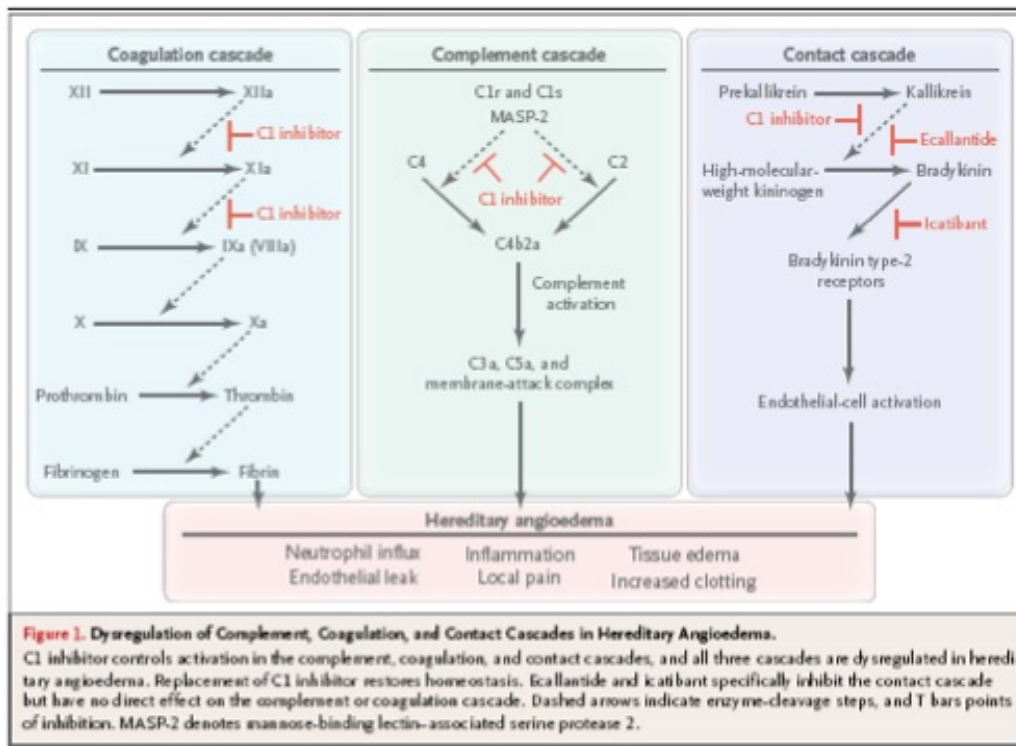 Coagulation cascade
XII
XIIa
C1 inhibitor
XI
XIa
C1 inhibitor
IX
IXa (VIIIa)
X
Xa
Prothrombin
Thrombin
Fibrinogen
Fibrin
Complement cascade
C1r and C1s
MASP-2
C4
C2
C1 inhibitor
C4b2a
Complement
activation
C3a, C5a, and
membrane-attack complex
Contact cascade
Prekallikrein
Kallikrein
C1 inhibitor
Ecallantide
High-molecular-
weight kininogen
Bradykinin
Icatibant
Bradykinin type-2
receptors
Endothelial-cell activation
Hereditary angioedema
Neutrophil influx
Inflammation
Tissue edema
Endothelial leak
Local pain
Increased clotting
Figure 1. Dysregulation of Complement, Coagulation, and Contact Cascades in Hereditary Angioedema.
C1 inhibitor controls activation in the complement, coagulation, and contact cascades, and all three cascades are dysregulated in heredi
tary angioedema. Replacement of C1 inhibitor restores homeostasis. Ecallantide and icatibant specifically inhibit the contact cascade
but have no direct effect on the complement or coagulation cascade. Dashed arrows indicate enzyme-cleavage steps, and T bars points
of inhibition. MASP-2 denotes mannose-binding lectin–associated serine protease 2.